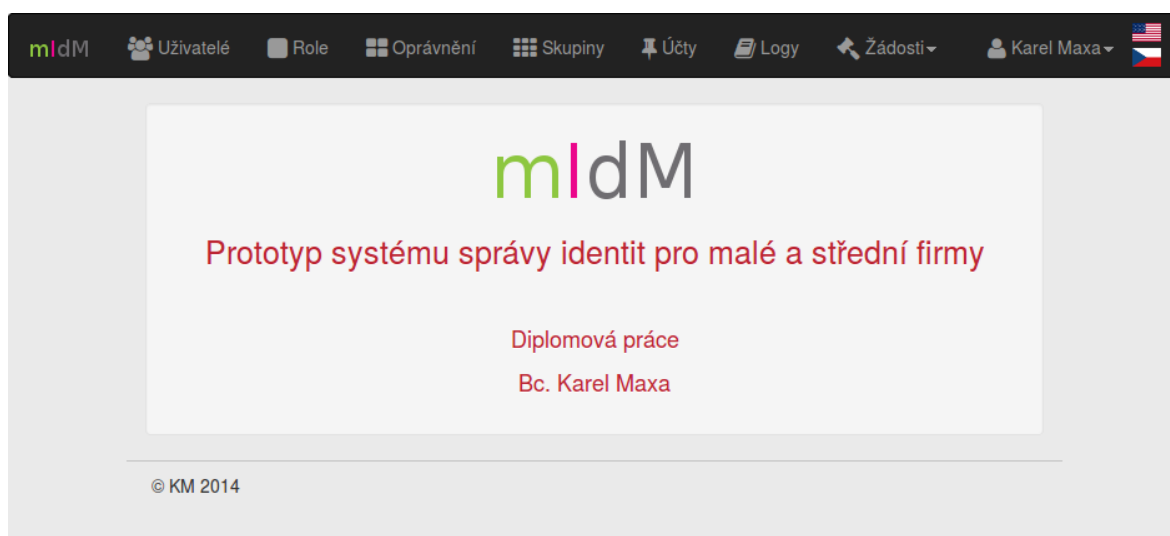 mIdM Uživatelé Role Oprávnění Skupiny Účty Logy Žádosti Karel Maxa
mIdM
Prototyp systému správy identit pro malé a střední firmy
Diplomová práce
Bc. Karel Maxa
© KM 2014